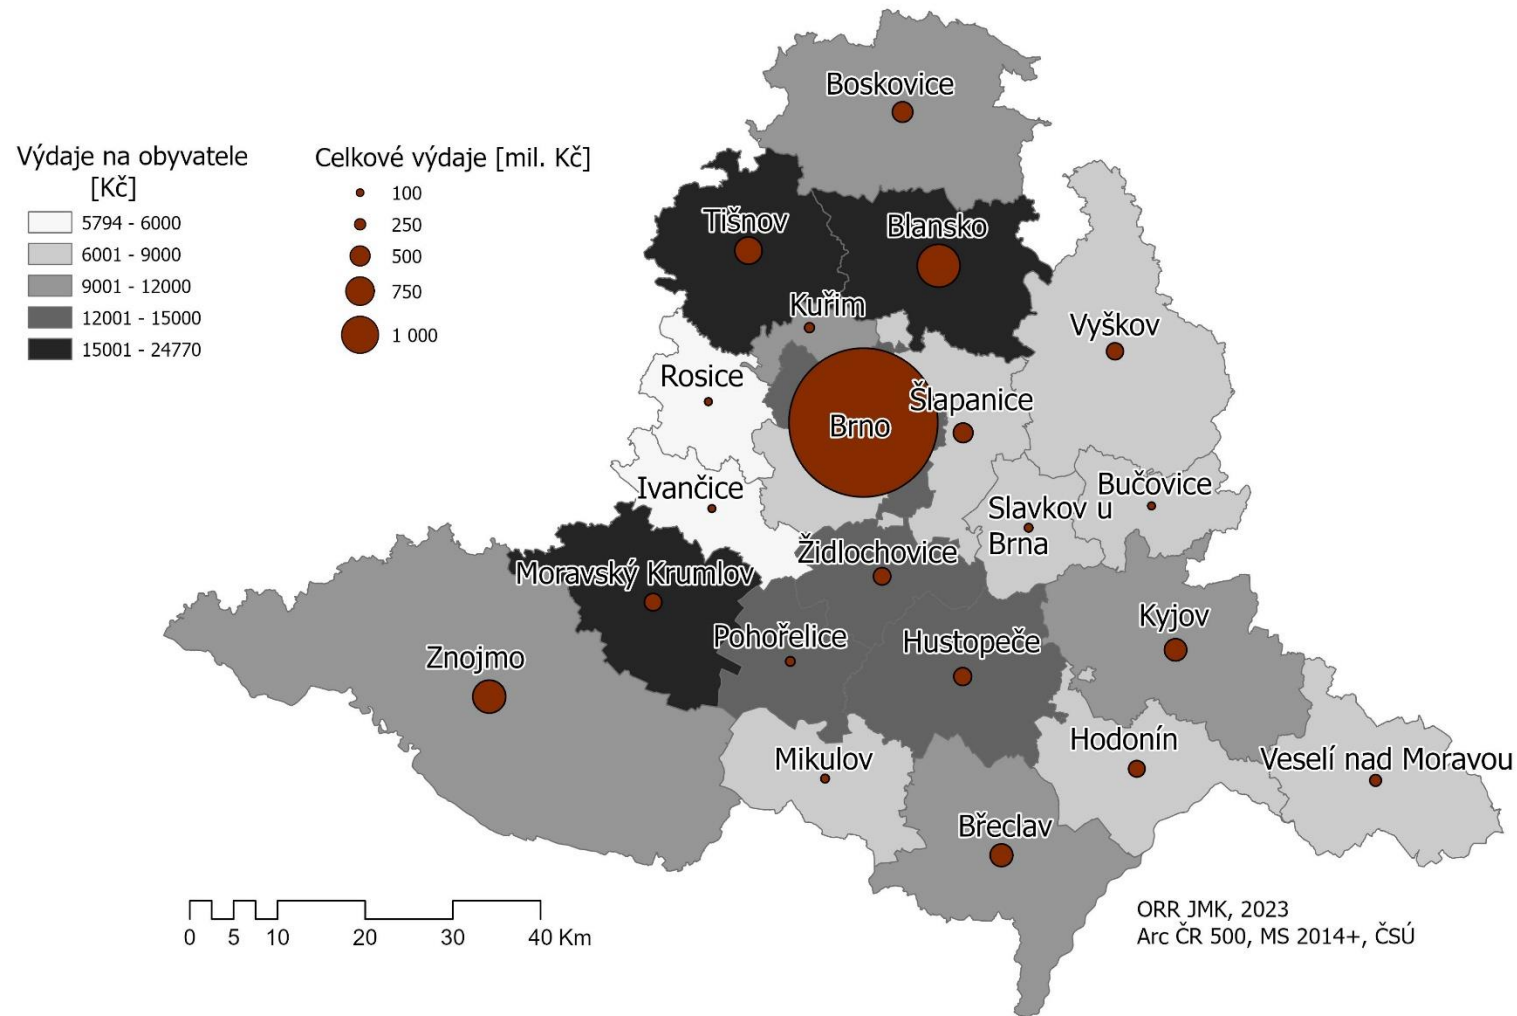 Výdaje na obyvatele
[Kč]
5794 - 6000
6001 - 9000
9001 - 12000
12001 - 15000
15001 - 24770
Celkové výdaje [mil. Kč]
100
250
500
750
1 000
Boskovice
Tišnov
Blansko
Kuřim
Vyškov
Rosice
Šlapanice
Brno
Ivančice
Bučovice
Slavkov u
Brna
Židlochovice
Moravský Krumlov
Kyjov
Pohořelice
Hustopeče
Znojmo
Hodonín
Mikulov
Veselí nad Moravou
Břeclav
0 5 10 20 30 40 Km
ORR JMK, 2023
Arc ČR 500, MS 2014+, ČSÚ